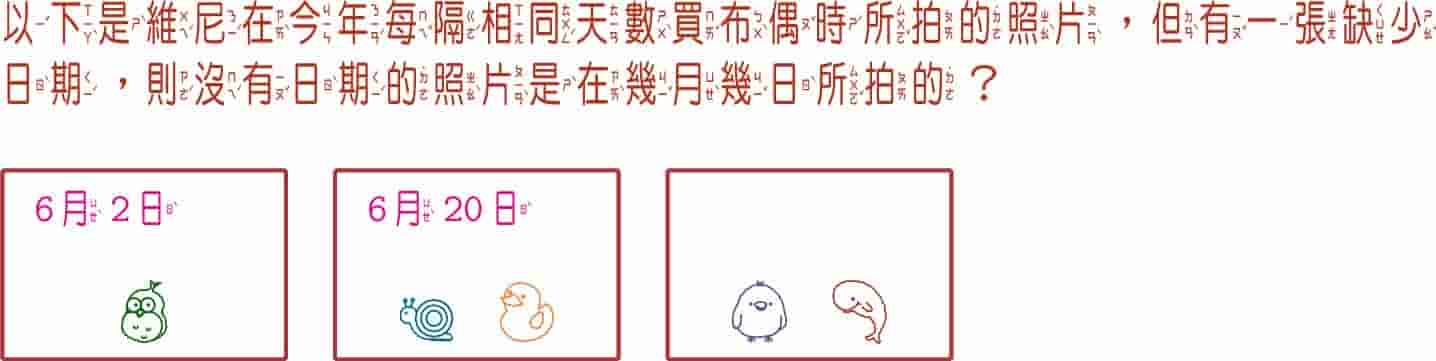 以下是維尼在今年每隔相同天數買布偶時所拍的照片，但有一張缺少
日期，則沒有日期的照片是在幾月幾日所拍的？
6月2日
6月20日